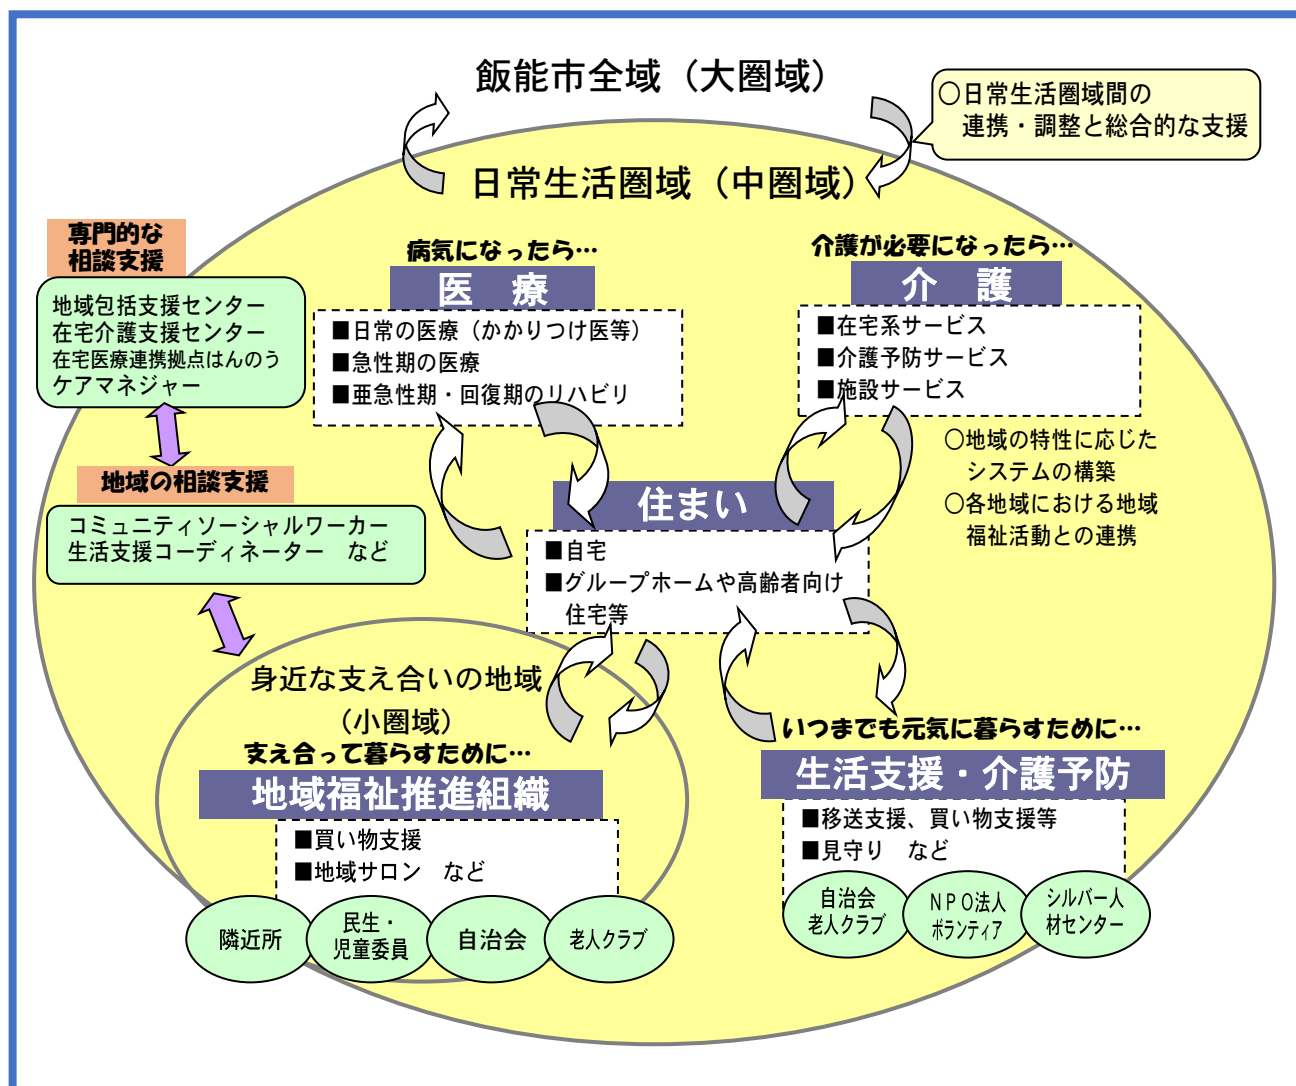 飯能市全域（大圏域）
〇日常生活圏域間の
連携・調整と総合的な支援
日常生活圏域（中圏域）
専門的な
相談支援
地域包括支援センター
在宅介護支援センター
在宅医療連携拠点はんのう
ケアマネジャー
病気になったら…
医　療
■日常の医療（かかりつけ医等）
■急性期の医療
■亜急性期・回復期のリハビリ
介護が必要になったら…
介　護
■在宅系サービス
■介護予防サービス
■施設サービス
〇地域の特性に応じた
システムの構築
〇各地域における地域
福祉活動との連携
地域の相談支援
コミュニティソーシャルワーカー
生活支援コーディネーター　など
住まい
■自宅
■グループホームや高齢者向け
住宅等
身近な支え合いの地域
（小圏域）
支え合って暮らすために…
地域福祉推進組織
■買い物支援
■地域サロン　など
隣近所
民生・
児童委員
自治会
老人クラブ
いつまでも元気に暮らすために…
生活支援・介護予防
■移送支援、買い物支援等
■見守り　など
自治会
老人クラブ
ＮＰＯ法人
ボランティア
シルバー人
材センター